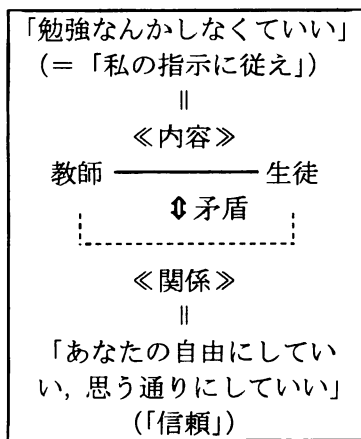 「勉強なんかしなくていい」
(=「私の指示に従え」)
||
≪内容≫
教師 生徒
⇕矛盾
≪関係≫
||
「あなたの自由にしてい
い, 思う通りにしていい」
(「信頼」)